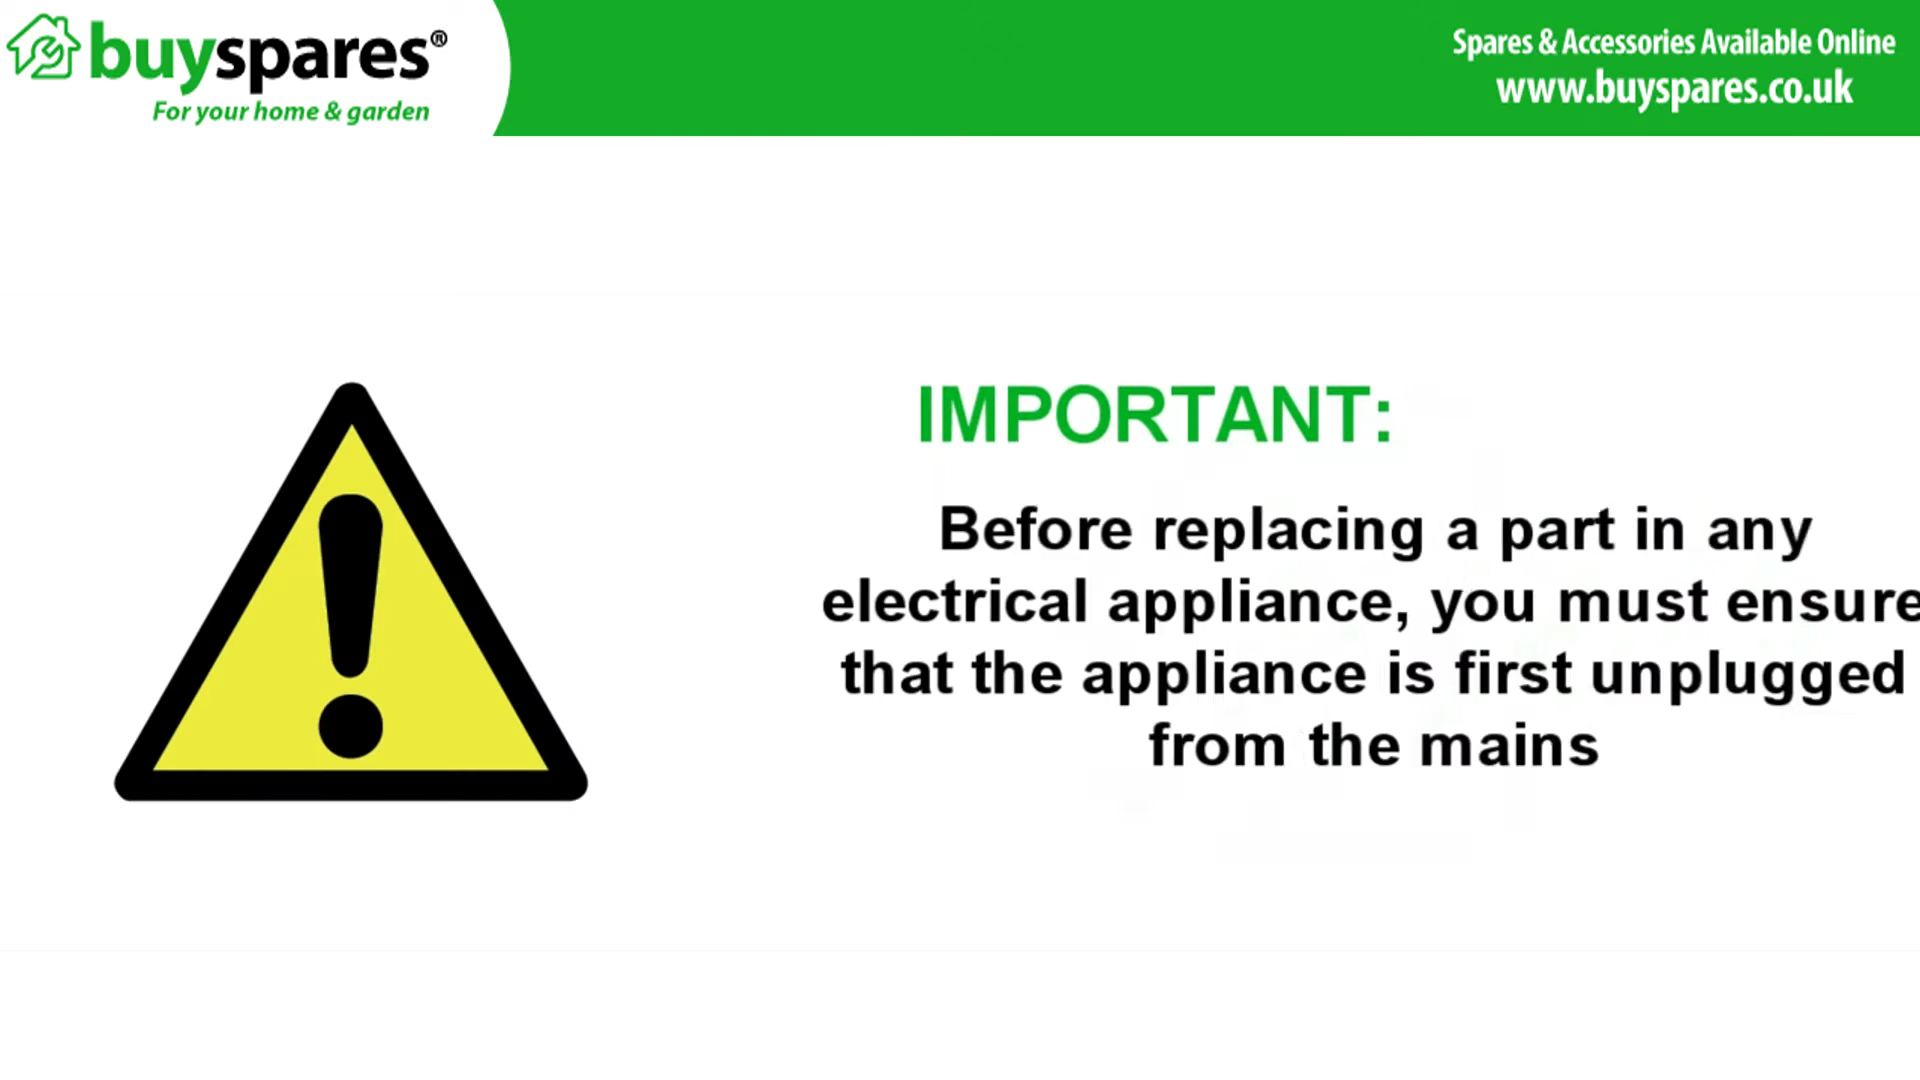 buyspares®
For your home & garden
Spares & Accessories Available Online
www.buyspares.co.uk
IMPORTANT:
Before replacing a part in any
electrical appliance, you must ensure
that the appliance is first unplugged
from the mains